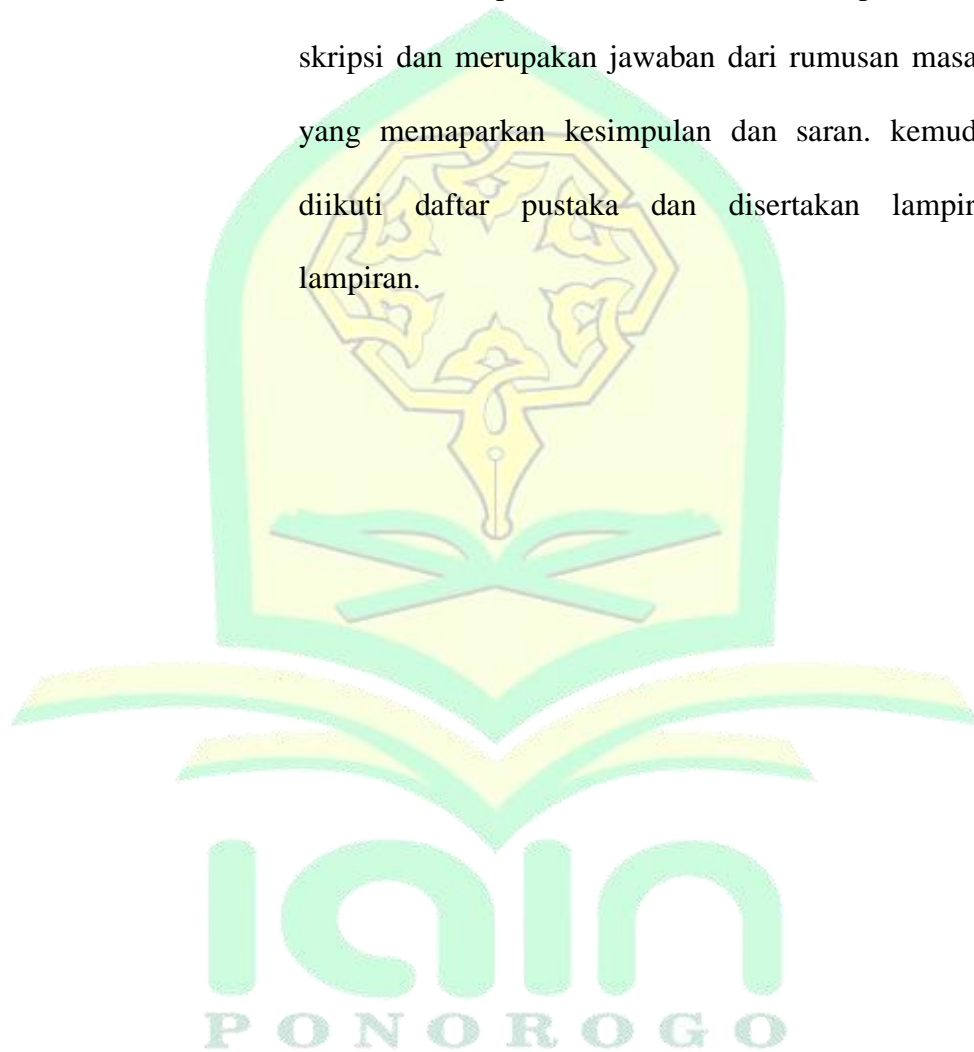 skripsi dan merupakan jawaban dari rumusan masa
yang memaparkan kesimpulan dan saran. kemud
diikuti daftar pustaka dan disertakan lampir
lampiran.
iain
PONOROGO